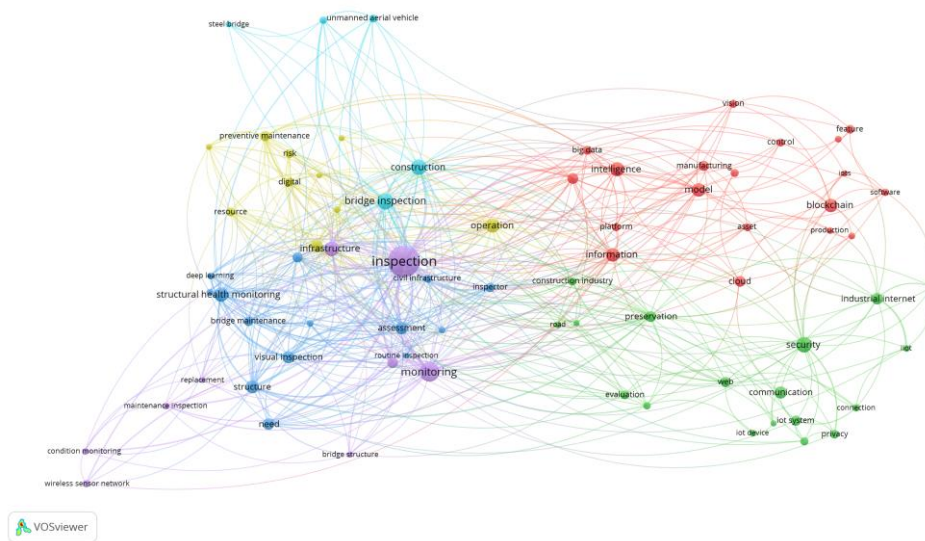 steel bridge
unmanned aerial vehicle
vision
preventive maintenance
feature
control
risk
big data
construction
intelligence
manufacturing
digital
model
software
bridge inspection
blockchain
resource
operation
platform
asset
production
infrastructure
information
inspection
deep learning
civil infrastructure
construction industry
cloud
inspector
structural health monitoring
industrial internet
preservation
bridge maintenance
road
assessment
security
visual inspection
routine inspection
monitoring
replacement
web
structure
evaluation
communication
maintenance inspection
connection
need
iot system
iot device
privacy
condition monitoring
bridge structure
wireless sensor network
VOSviewer